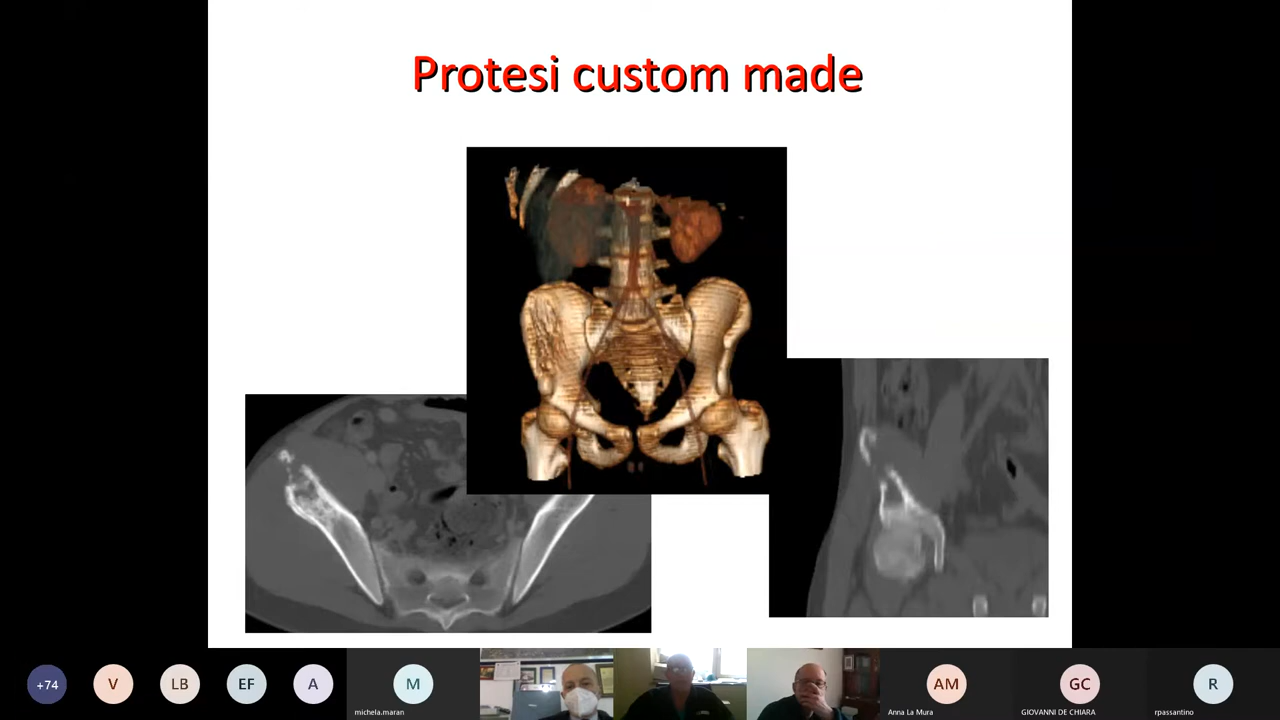 Protesi custom made
+74
V
LB
EF
A
M
AM
GC
R
michela.maran
Anna La Mura
GIOVANNI DE CHIARA
rpassantino